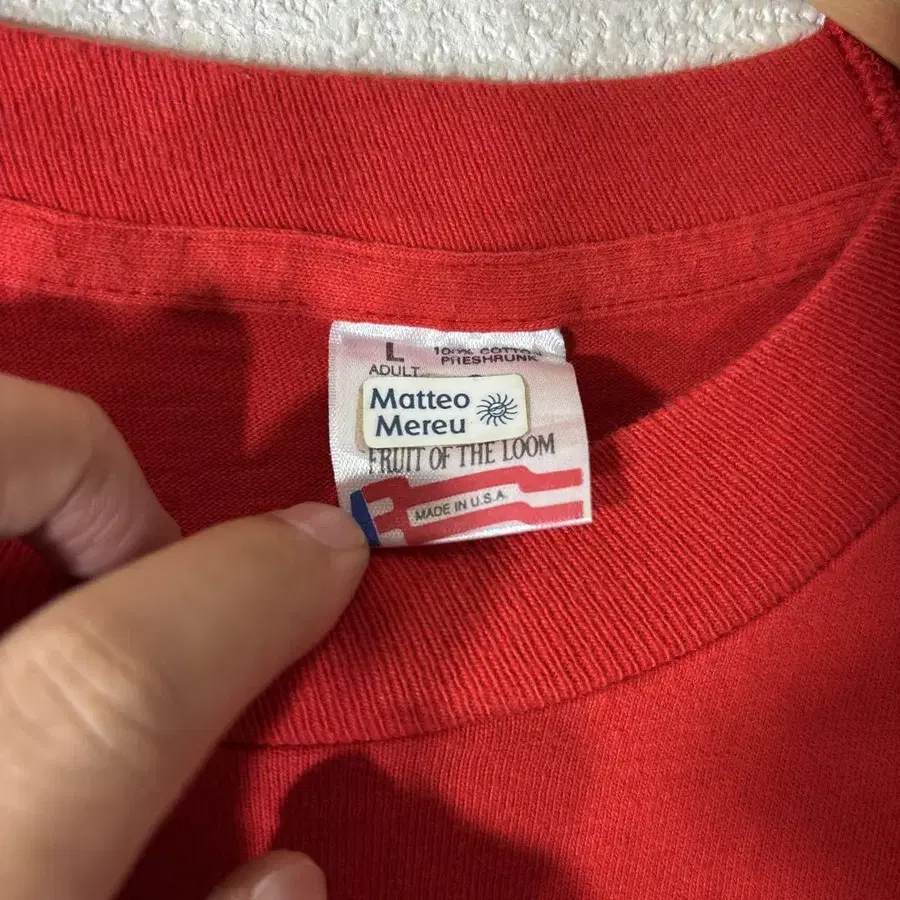 L
100% COTTON
PRESHRUNK
ADULT
Matteo
Mereu
FRUIT OF THE LOOM
MADE IN U.S.A.